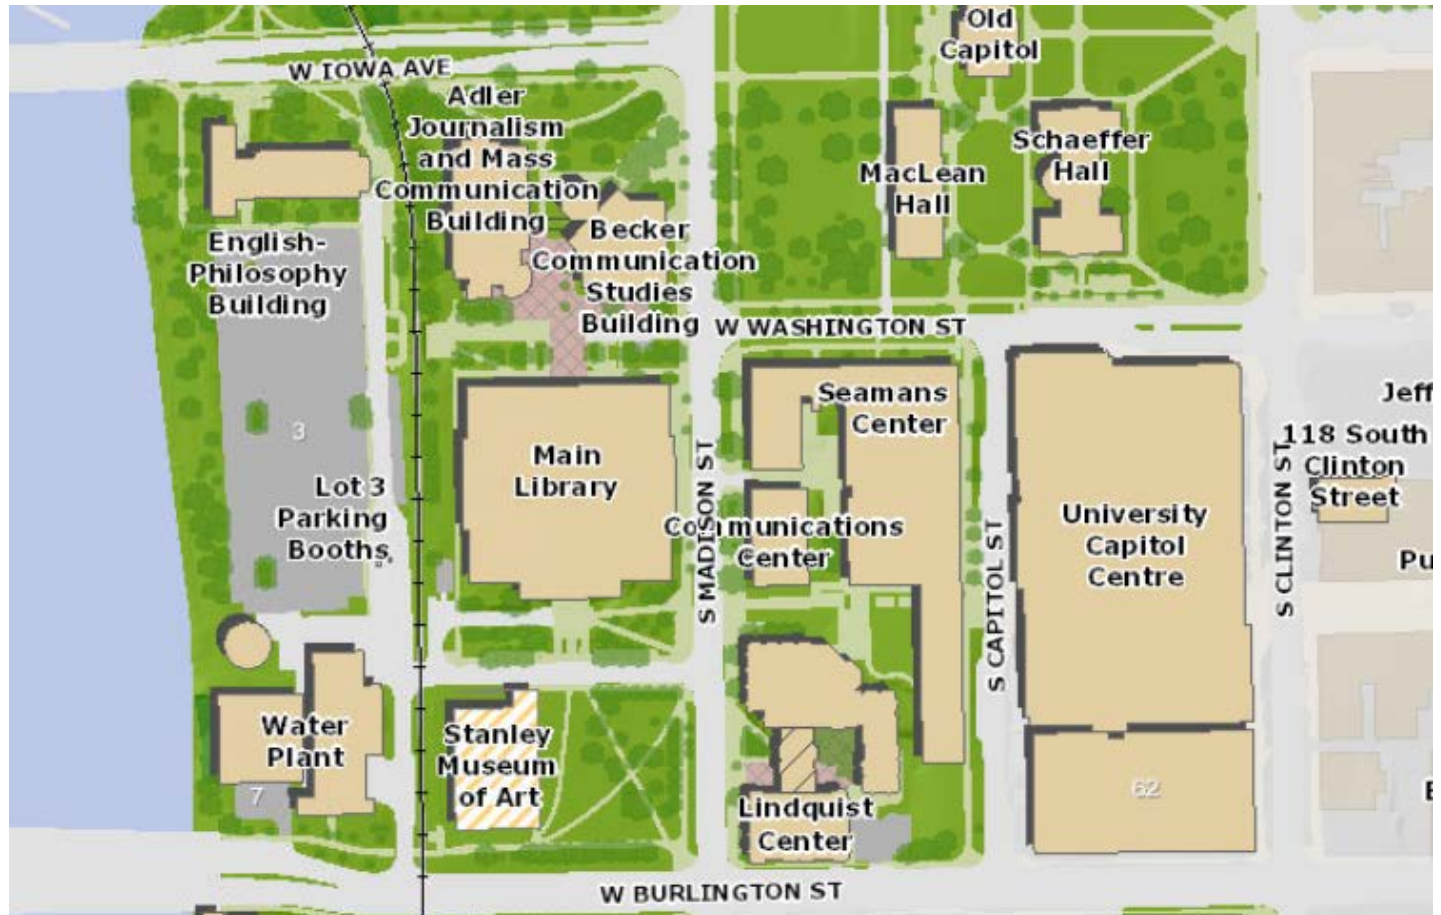 Old
Capitol
W IOWA AVE
Adler
Journalism
and Mass
Communication
Building
MacLean
Hall
Schaeffer
Hall
English-
Philosophy
Building
Becker
Communication
Studies
Building
W WASHINGTON ST
Seamans
Center
Jeff
3
Main
Library
118 South
Clinton
Street
Lot 3
Parking
Booths
S MADISON ST
Communications
Center
S CAPITOL ST
University
Capitol
Centre
S CLINTON ST
Pu
Water
Plant
Stanley
Museum
of Art
7
62
Lindquist
Center
W BURLINGTON ST